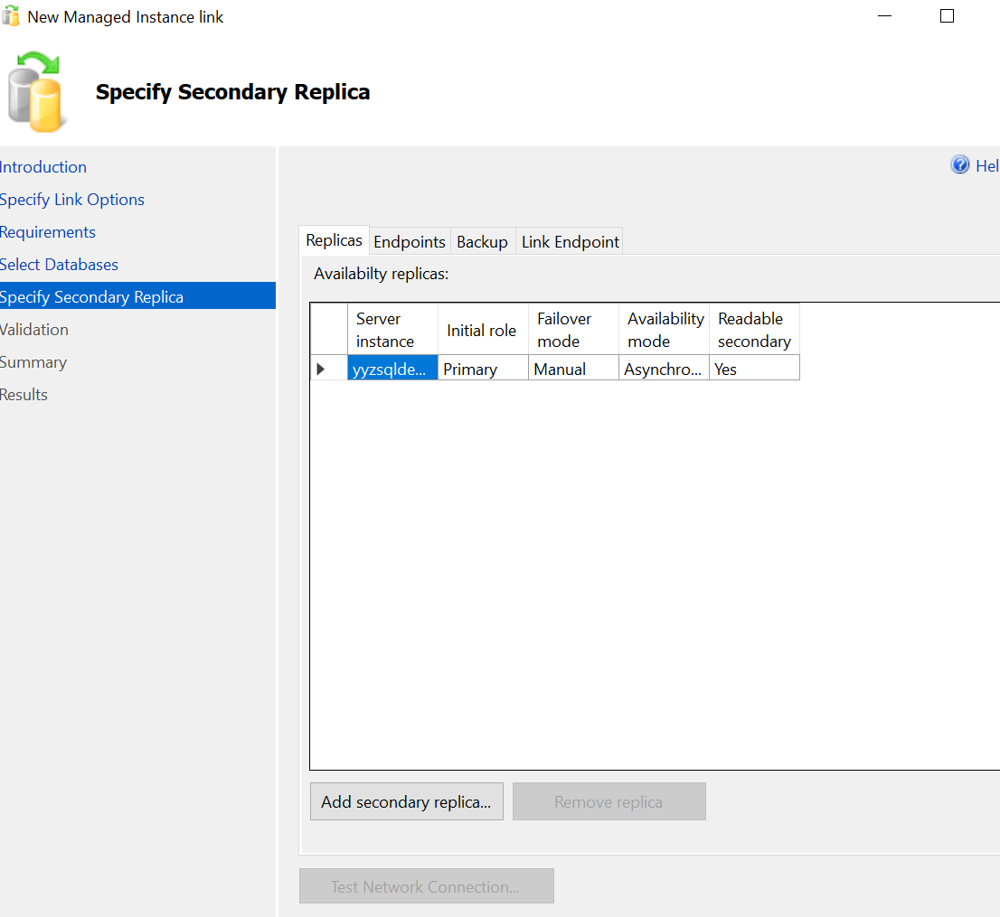 New Managed Instance link
Specify Secondary Replica
Introduction
Specify Link Options
Requirements
Select Databases
Specify Secondary Replica
Validation
Summary
Results
Hel
Replicas Endpoints Backup Link Endpoint
Availabilty replicas:
Server instance Initial role Failover mode Availability mode Readable secondary
yyzsqlde... Primary Manual Asynchro... Yes
Add secondary replica... Remove replica
Test Network Connection...